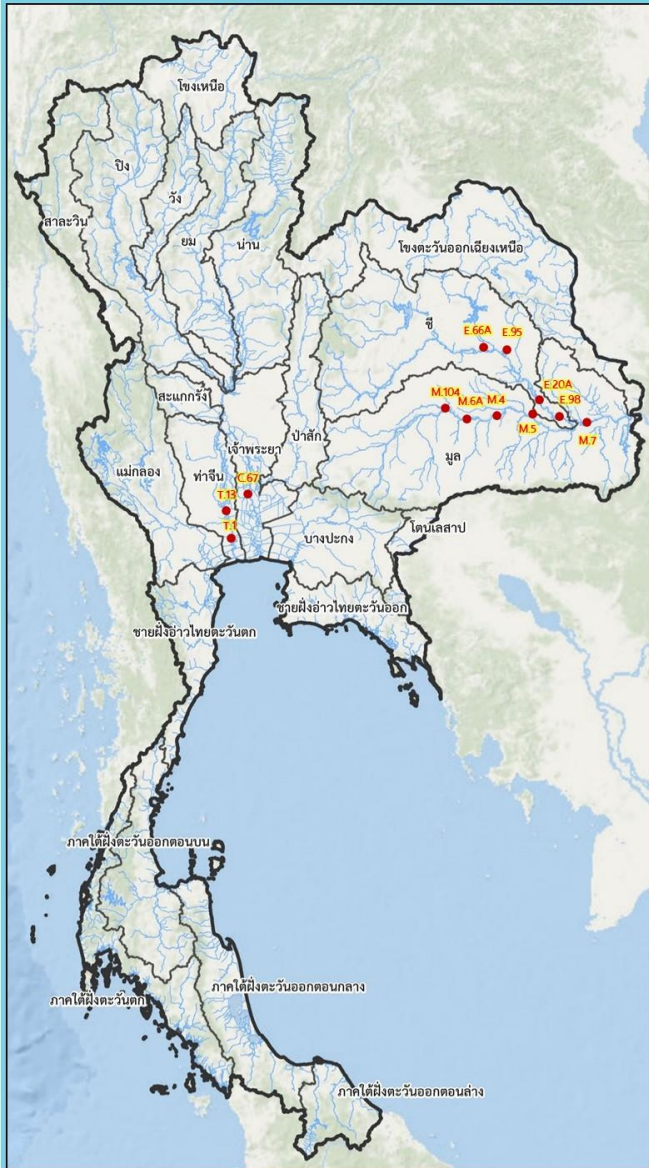 โขงเหนือ
ปิง
วัง
สาละวิน
ยม
น่าน
โขงตะวันออกเฉียงเหนือ
ชี
E.66A
E.95
สะแกกรัง
E.20A
M.104
M.4
E.98
M.6A
M.5
M.7
เจ้าพระยา
ป่าสัก
มูล
แม่กลอง
ท่าจีน
C.67
T.13
T.1
โตนเลสาป
บางปะกง
ชายฝั่งอ่าวไทยตะวันออก
ชายฝั่งอ่าวไทยตะวันตก
ภาคใต้ฝั่งตะวันออกตอนบน
ภาคใต้ฝั่งตะวันออกตอนกลาง
ภาคใต้ฝั่งตะวันตก
ภาคใต้ฝั่งตะวันออกตอนล่าง